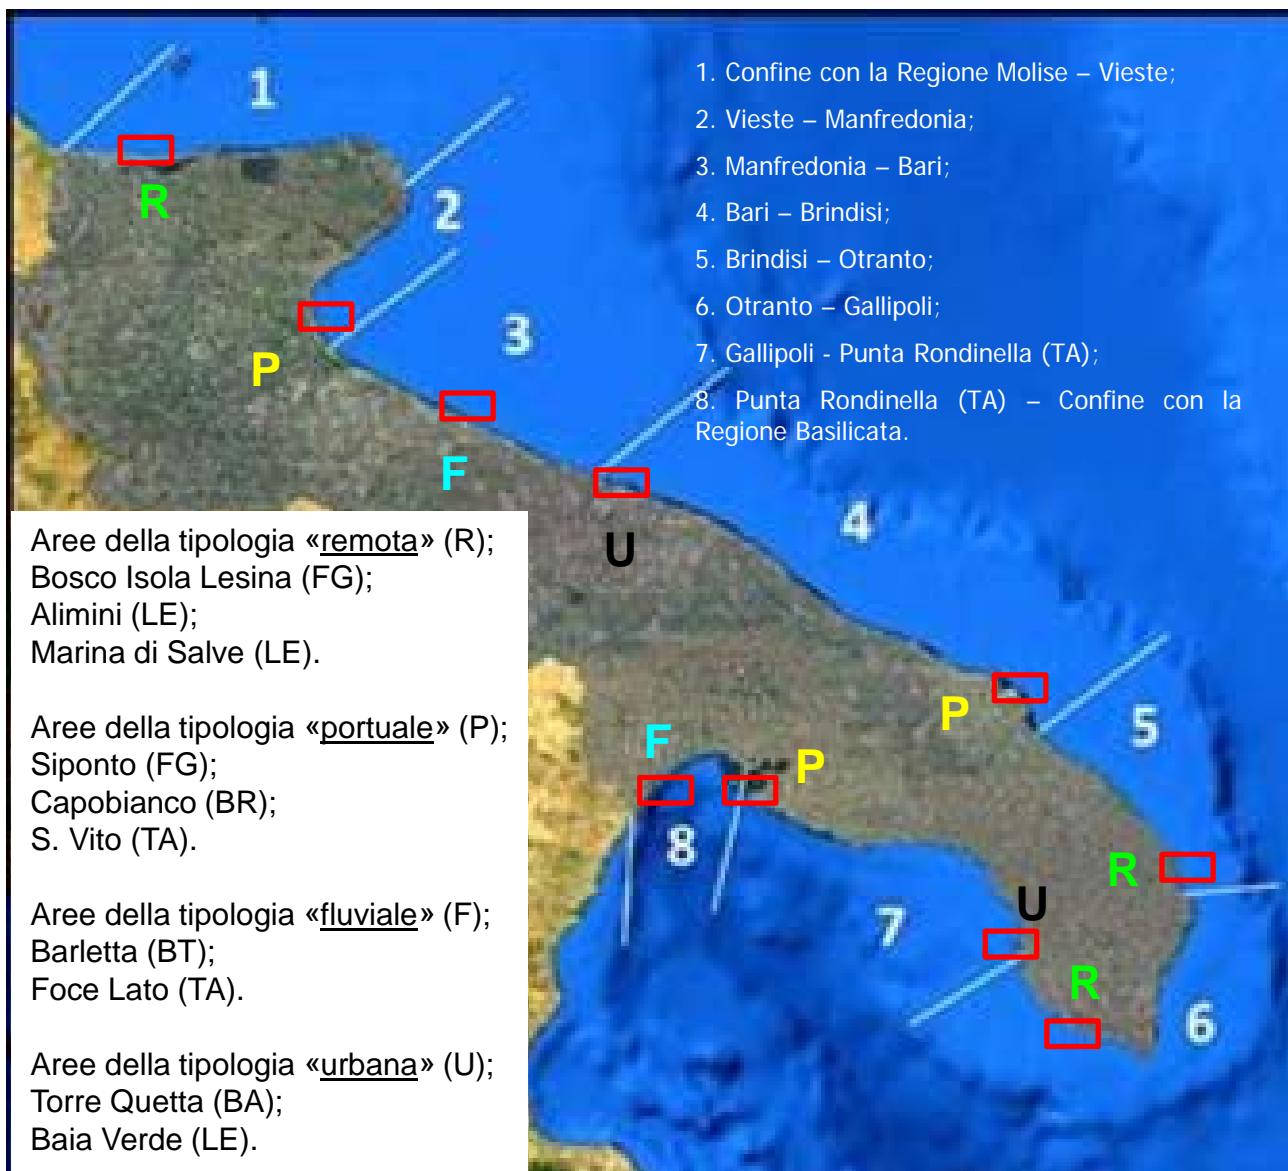 1. Confine con la Regione Molise – Vieste;
2. Vieste – Manfredonia;
3. Manfredonia – Bari;
4. Bari – Brindisi;
5. Brindisi – Otranto;
6. Otranto – Gallipoli;
7. Gallipoli - Punta Rondinella (TA);
8. Punta Rondinella (TA) – Confine con la
Regione Basilicata.
1
R
2
3
P
F
4
U
P
5
F
P
8
R
U
7
R
6
Aree della tipologia «remota» (R);
Bosco Isola Lesina (FG);
Alimini (LE);
Marina di Salve (LE).
Aree della tipologia «portuale» (P);
Siponto (FG);
Capobianco (BR);
S. Vito (TA).
Aree della tipologia «fluviale» (F);
Barletta (BT);
Foce Lato (TA).
Aree della tipologia «urbana» (U);
Torre Quetta (BA);
Baia Verde (LE).